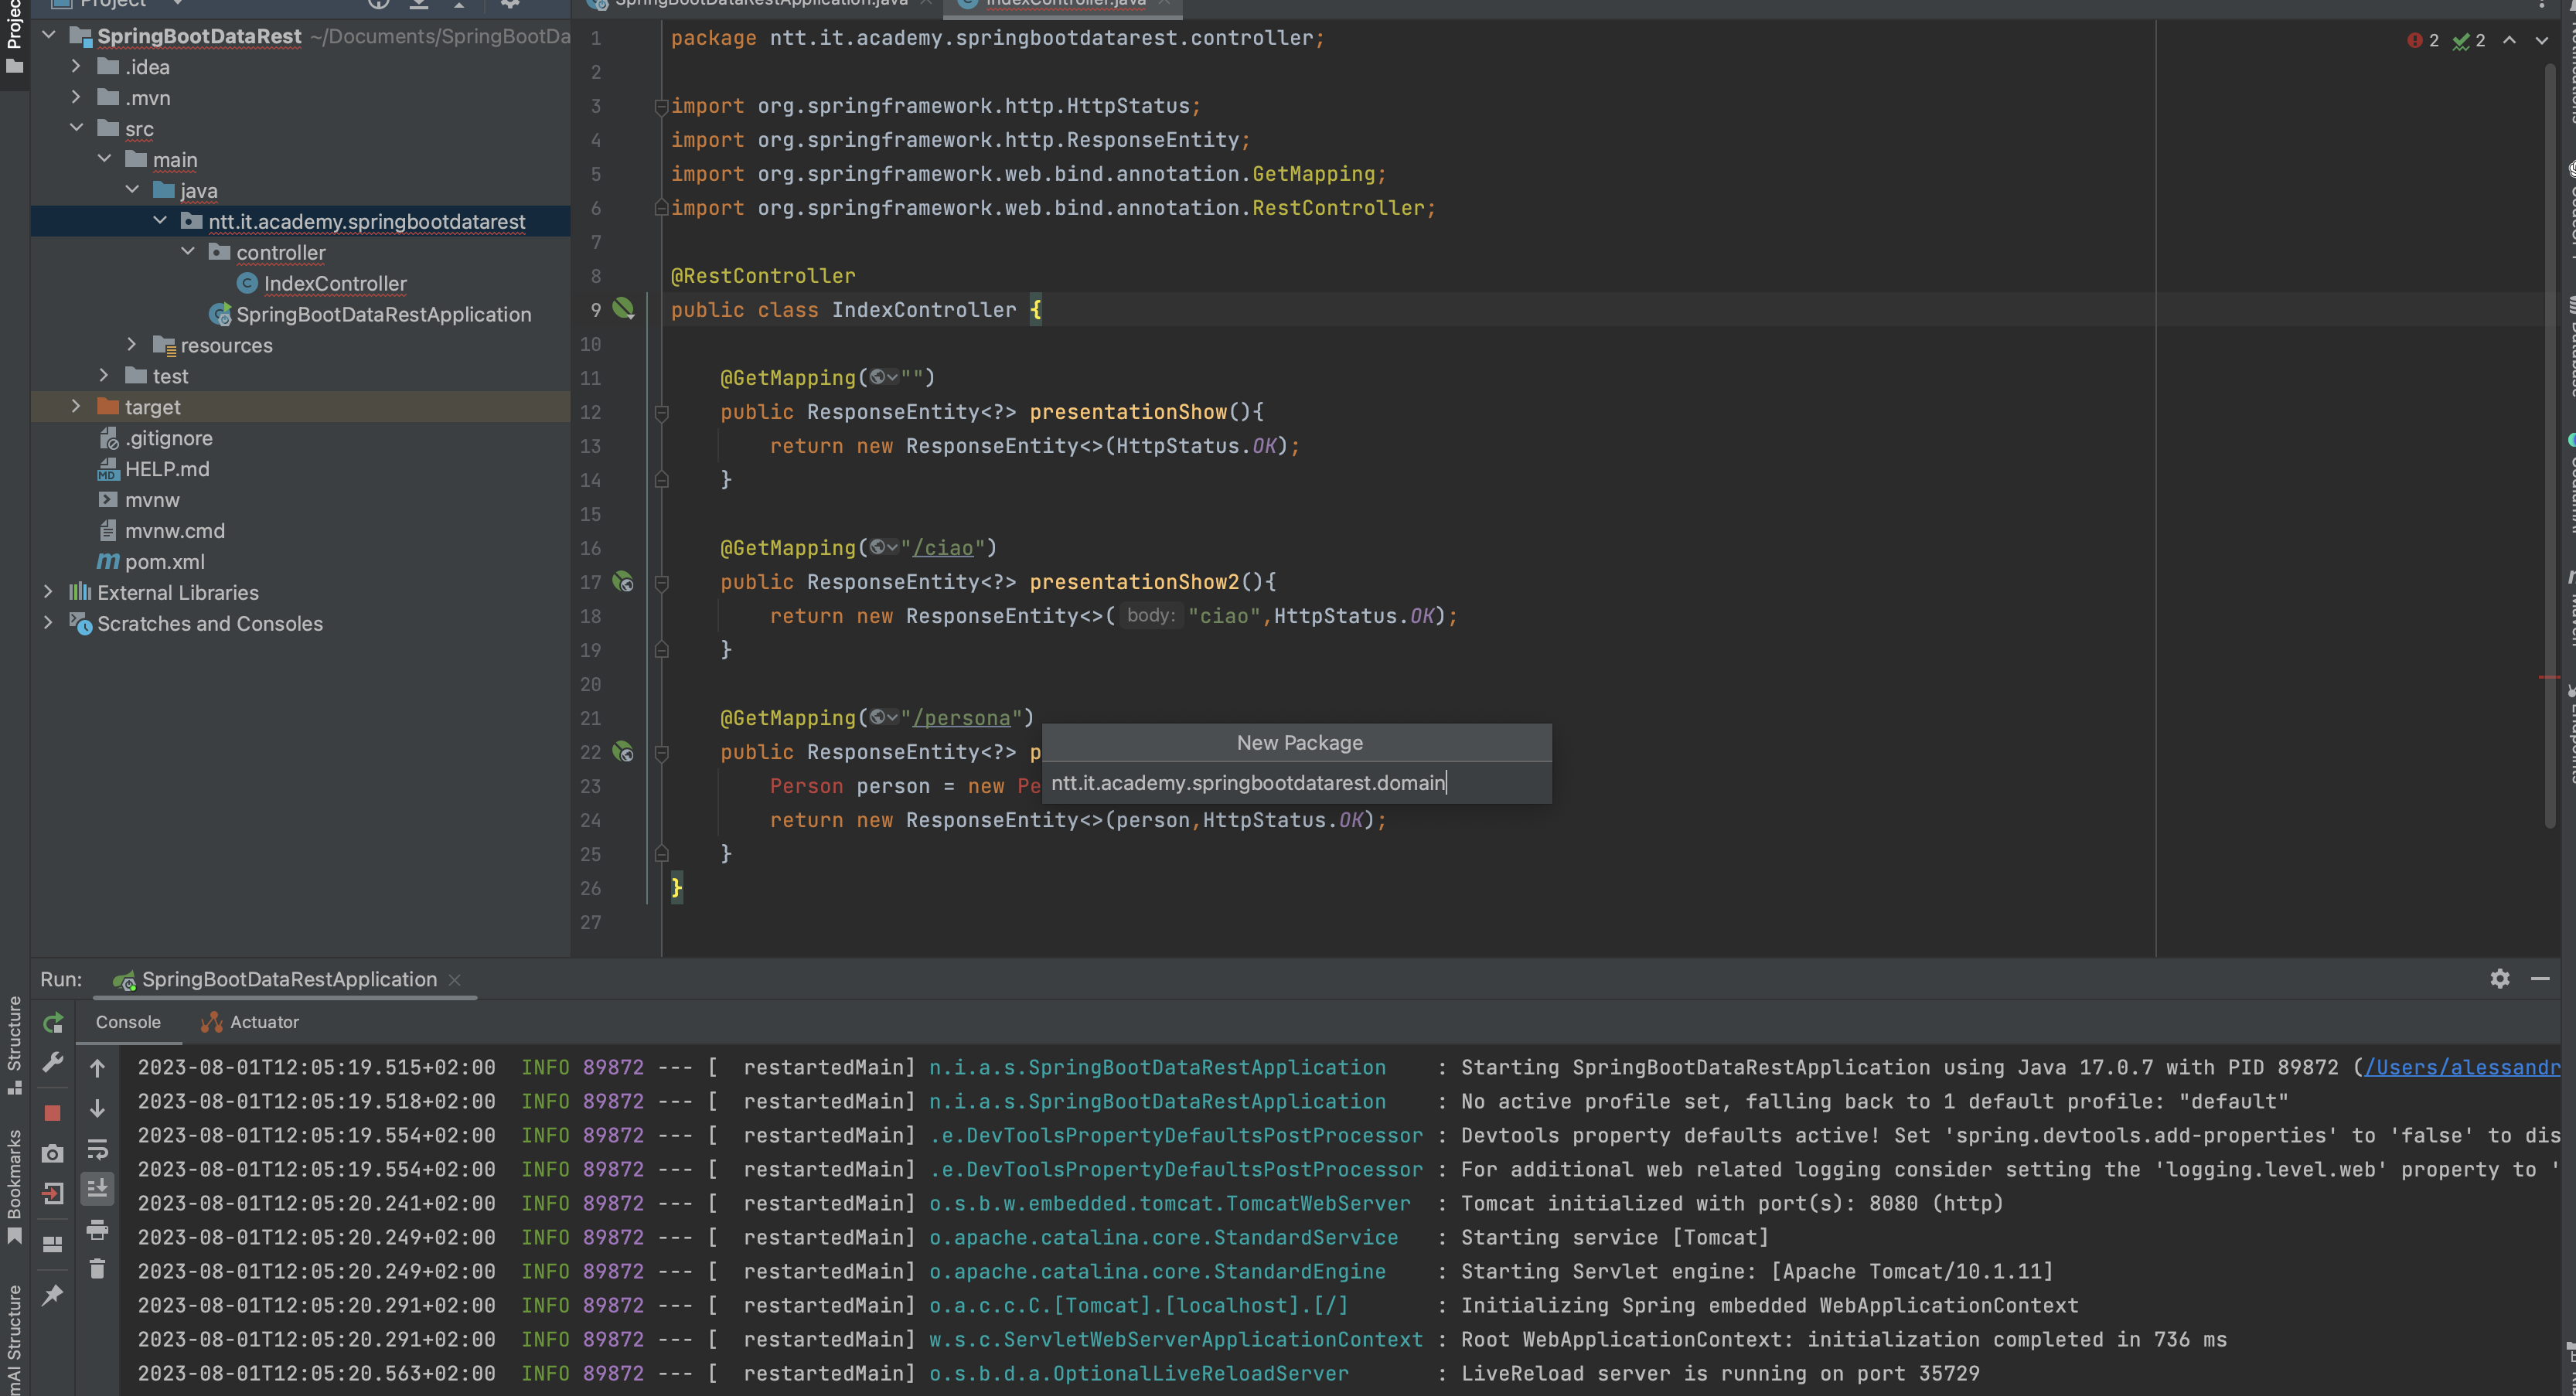 Project
SpringBootDataRestApplication.java
IndexController.java
Project
SpringBootDataRest ~/Documents/SpringBootDa
.idea
.mvn
src
main
java
ntt.it.academy.springbootdatarest
controller
IndexController
SpringBootDataRestApplication
resources
test
target
.gitignore
HELP.md
mvnw
mvnw.cmd
pom.xml
External Libraries
Scratches and Consoles
2 2
1 package ntt.it.academy.springbootdatarest.controller;
2
3 import org.springframework.http.HttpStatus;
4 import org.springframework.http.ResponseEntity;
5 import org.springframework.web.bind.annotation.GetMapping;
6 import org.springframework.web.bind.annotation.RestController;
7
8 @RestController
9 public class IndexController {
10
11 @GetMapping("")
12 public ResponseEntity<?> presentationShow(){
13 return new ResponseEntity<>(HttpStatus.OK);
14 }
15
16 @GetMapping("/ciao")
17 public ResponseEntity<?> presentationShow2(){
18 return new ResponseEntity<>( body: "ciao",HttpStatus.OK);
19 }
20
21 @GetMapping("/persona")
22 public ResponseEntity<?> p
23 Person person = new Pe
24 return new ResponseEntity<>(person,HttpStatus.OK);
25 }
26 }
27
New Package
ntt.it.academy.springbootdatarest.domain
Run: SpringBootDataRestApplication
Console Actuator
Structure
Bookmarks
mAI Structure
2023-08-01T12:05:19.515+02:00 INFO 89872 --- [ restartedMain] n.i.a.s.SpringBootDataRestApplication : Starting SpringBootDataRestApplication using Java 17.0.7 with PID 89872 (/Users/alessandr
2023-08-01T12:05:19.518+02:00 INFO 89872 --- [ restartedMain] n.i.a.s.SpringBootDataRestApplication : No active profile set, falling back to 1 default profile: "default"
2023-08-01T12:05:19.554+02:00 INFO 89872 --- [ restartedMain] .e.DevToolsPropertyDefaultsPostProcessor : Devtools property defaults active! Set 'spring.devtools.add-properties' to 'false' to dis
2023-08-01T12:05:19.554+02:00 INFO 89872 --- [ restartedMain] .e.DevToolsPropertyDefaultsPostProcessor : For additional web related logging consider setting the 'logging.level.web' property to '
2023-08-01T12:05:20.241+02:00 INFO 89872 --- [ restartedMain] o.s.b.w.embedded.tomcat.TomcatWebServer : Tomcat initialized with port(s): 8080 (http)
2023-08-01T12:05:20.249+02:00 INFO 89872 --- [ restartedMain] o.apache.catalina.core.StandardService : Starting service [Tomcat]
2023-08-01T12:05:20.249+02:00 INFO 89872 --- [ restartedMain] o.apache.catalina.core.StandardEngine : Starting Servlet engine: [Apache Tomcat/10.1.11]
2023-08-01T12:05:20.291+02:00 INFO 89872 --- [ restartedMain] o.a.c.c.C.[Tomcat].[localhost].[/] : Initializing Spring embedded WebApplicationContext
2023-08-01T12:05:20.291+02:00 INFO 89872 --- [ restartedMain] w.s.c.ServletWebServerApplicationContext : Root WebApplicationContext: initialization completed in 736 ms
2023-08-01T12:05:20.563+02:00 INFO 89872 --- [ restartedMain] o.s.b.d.a.OptionalLiveReloadServer : LiveReload server is running on port 35729